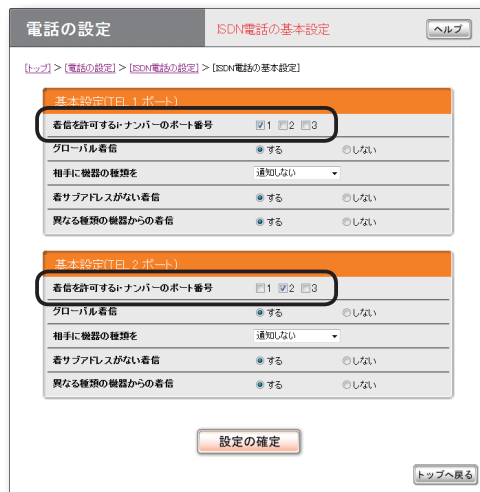 電話の設定 ISDN電話の基本設定 ヘルプ
[トップ] > [電話の設定] > [ISDN電話の設定] > [ISDN電話の基本設定]
基本設定(TEL 1 ポート)
着信を許可するi･ナンバーのポート番号 1 2 3
グローバル着信 する しない
相手に機器の種類を 通知しない
着サブアドレスがない着信 する しない
異なる種類の機器からの着信 する しない
基本設定(TEL 2 ポート)
着信を許可するi･ナンバーのポート番号 1 2 3
グローバル着信 する しない
相手に機器の種類を 通知しない
着サブアドレスがない着信 する しない
異なる種類の機器からの着信 する しない
設定の確定
トップへ戻る